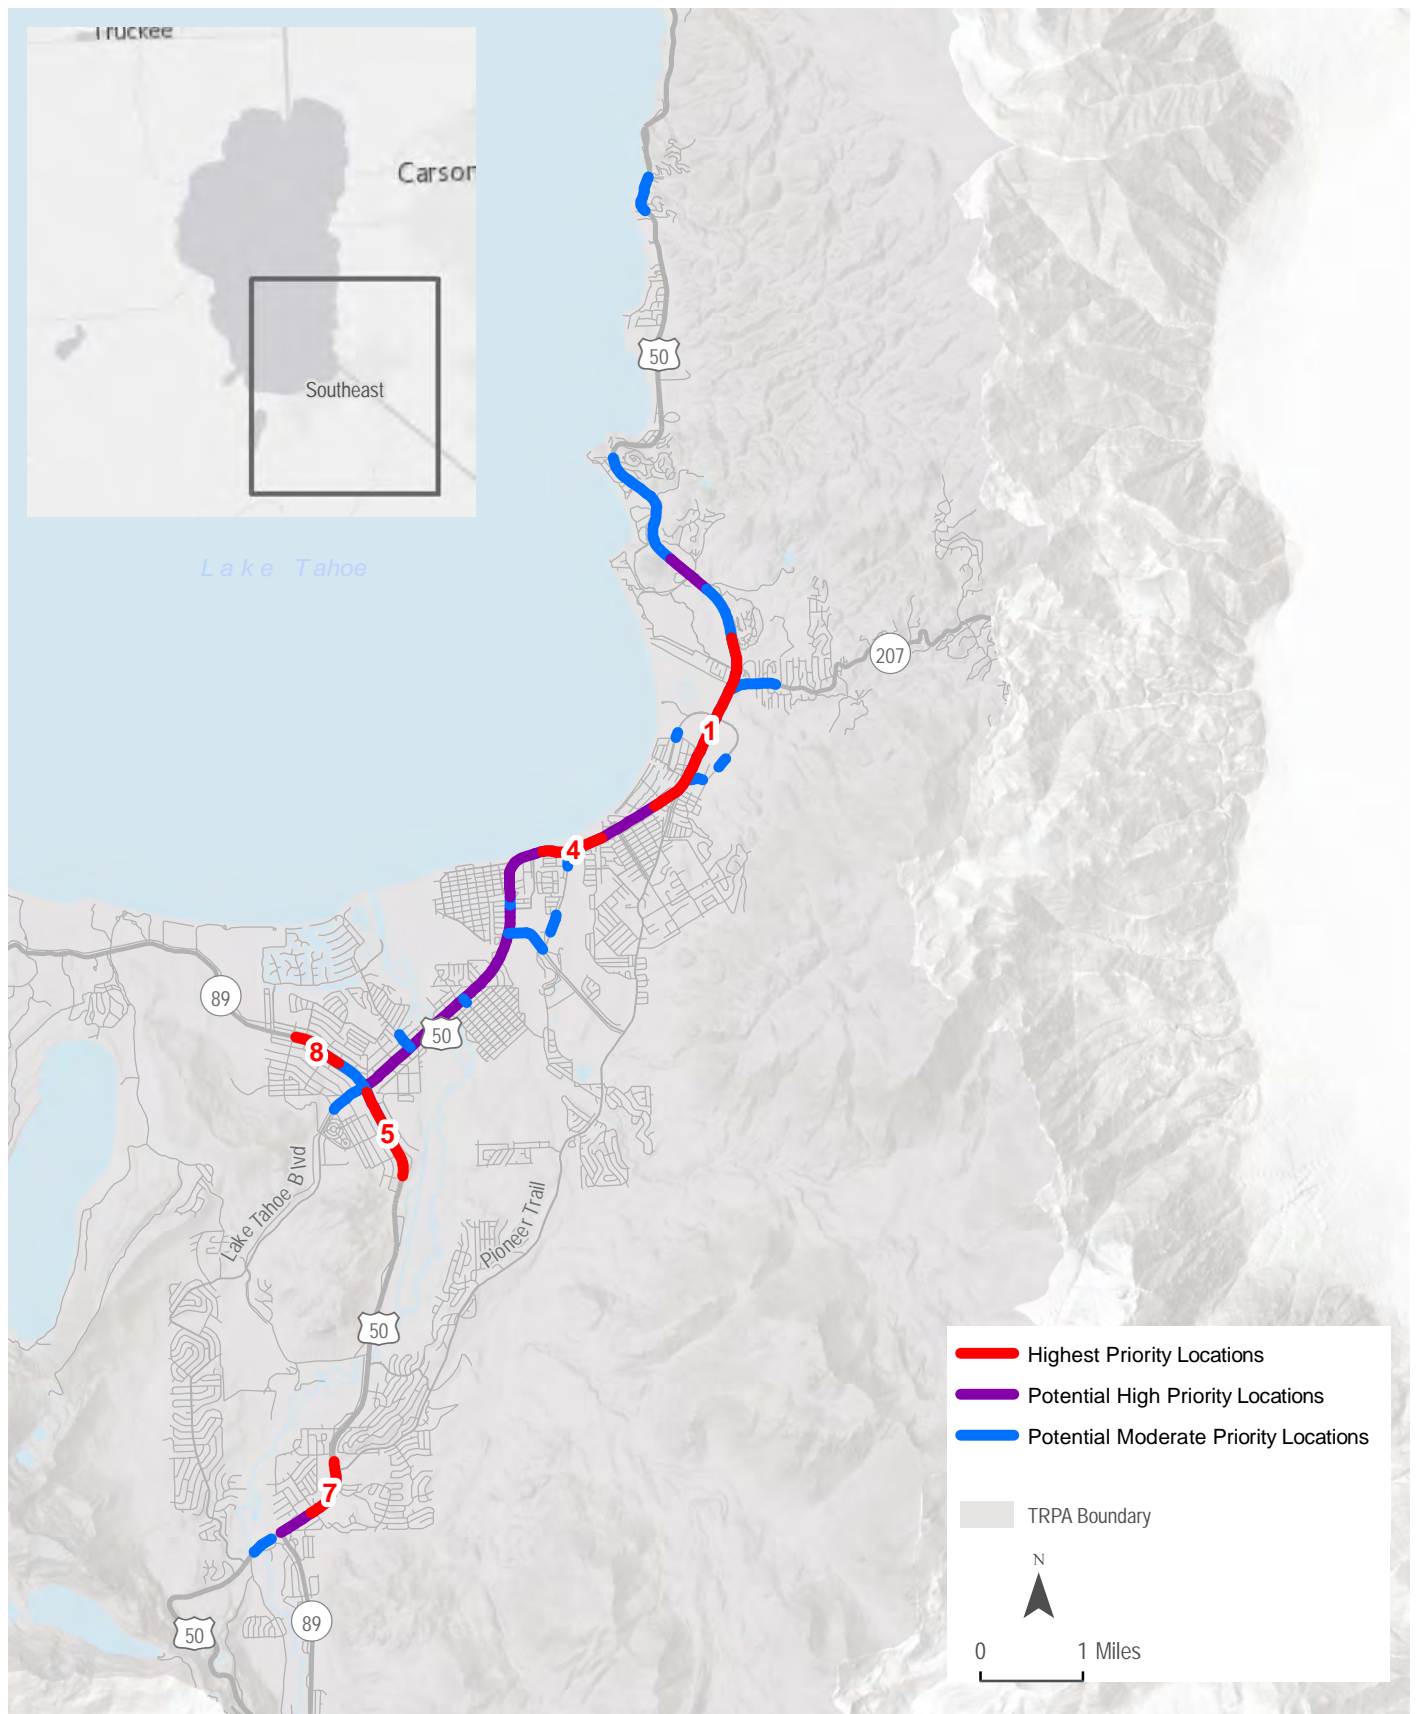 Truckee
Carson
Southeast
Lake Tahoe
50
207
1
4
89
50
8
5
Lake Tahoe Blvd
Pioneer Trail
50
7
50
89
Highest Priority Locations
Potential High Priority Locations
Potential Moderate Priority Locations
TRPA Boundary
N
0 1 Miles